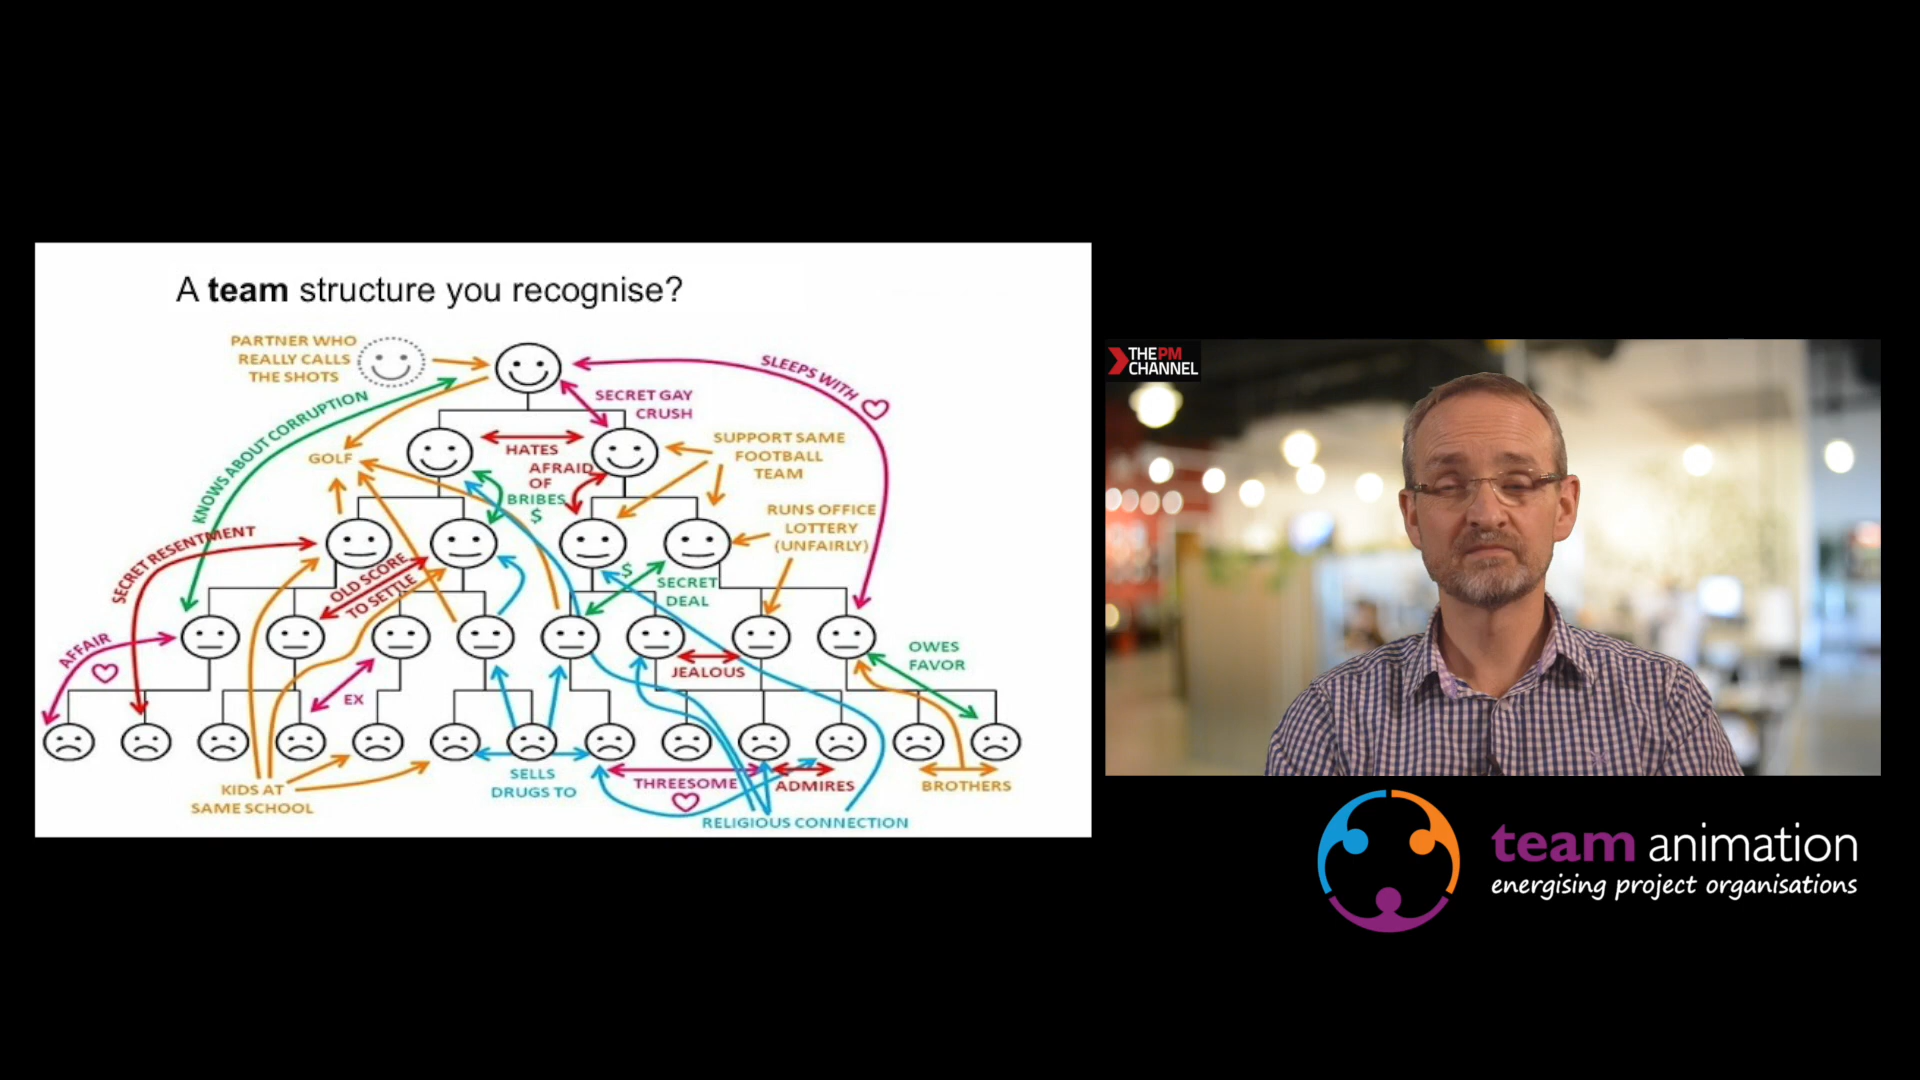 A team structure you recognise?
PARTNER WHO
REALLY CALLS
THE SHOTS
SLEEPS WITH
SECRET GAY
CRUSH
KNOWS ABOUT CORRUPTION
GOLF
HATES
SUPPORT SAME
FOOTBALL
TEAM
AFRAID
OF
BRIBES
$
RUNS OFFICE
LOTTERY
(UNFAIRLY)
SECRET RESENTMENT
OLD SCORE
TO SETTLE
$
SECRET
DEAL
AFFAIR
JEALOUS
OWES
FAVOR
EX
KIDS AT
SAME SCHOOL
SELLS
DRUGS TO
THREESOME
ADMIRES
BROTHERS
RELIGIOUS CONNECTION
THEPM
CHANNEL
team animation
energising project organisations